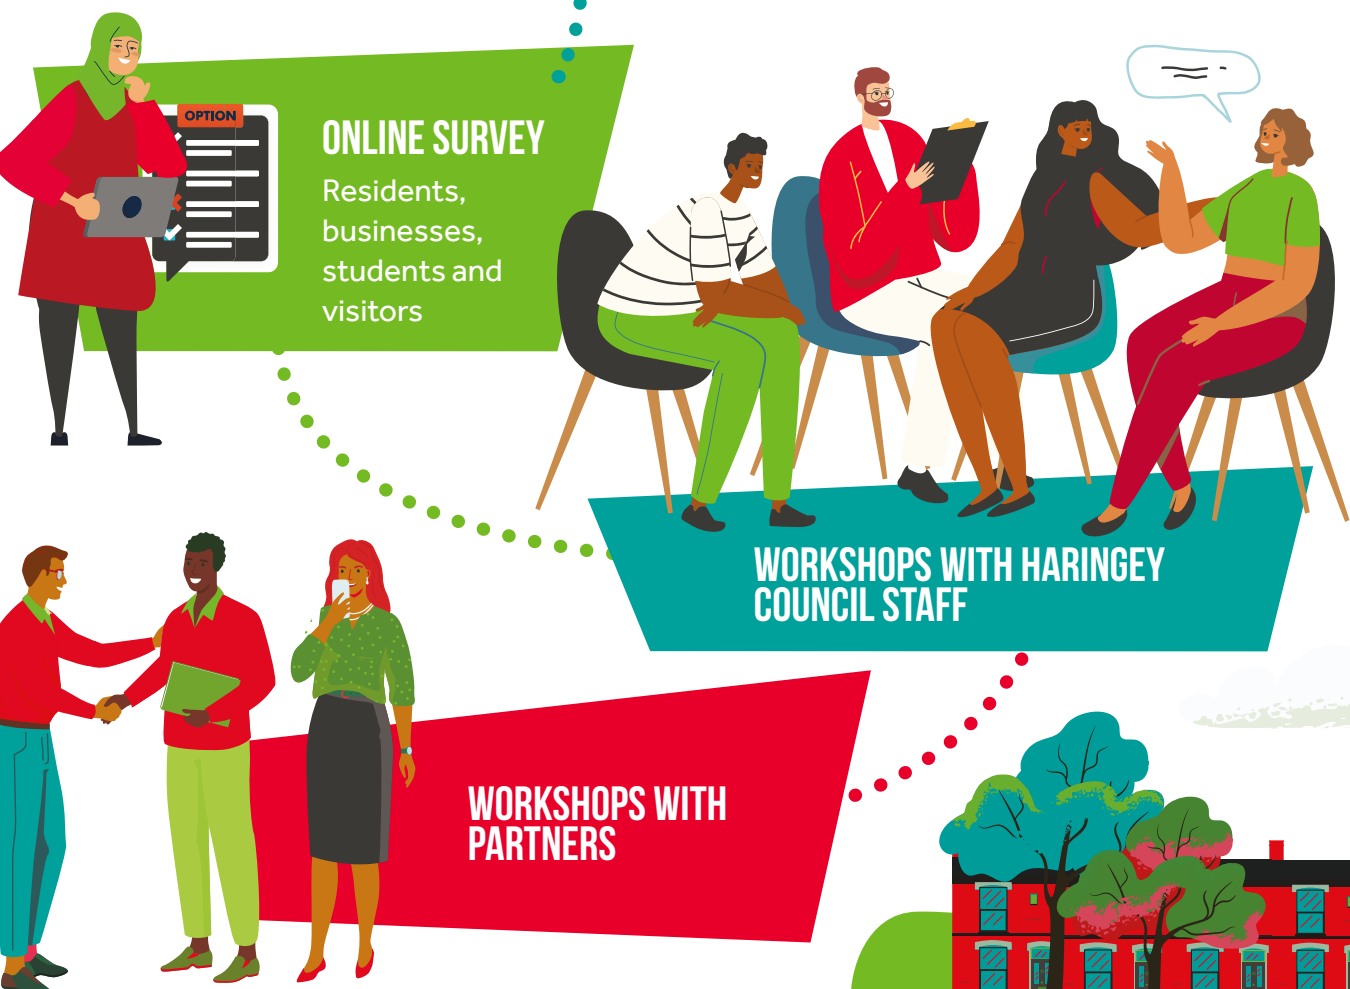 OPTION
ONLINE SURVEY
Residents,
businesses,
students and
visitors
WORKSHOPS WITH HARINGEY
COUNCIL STAFF
WORKSHOPS WITH
PARTNERS